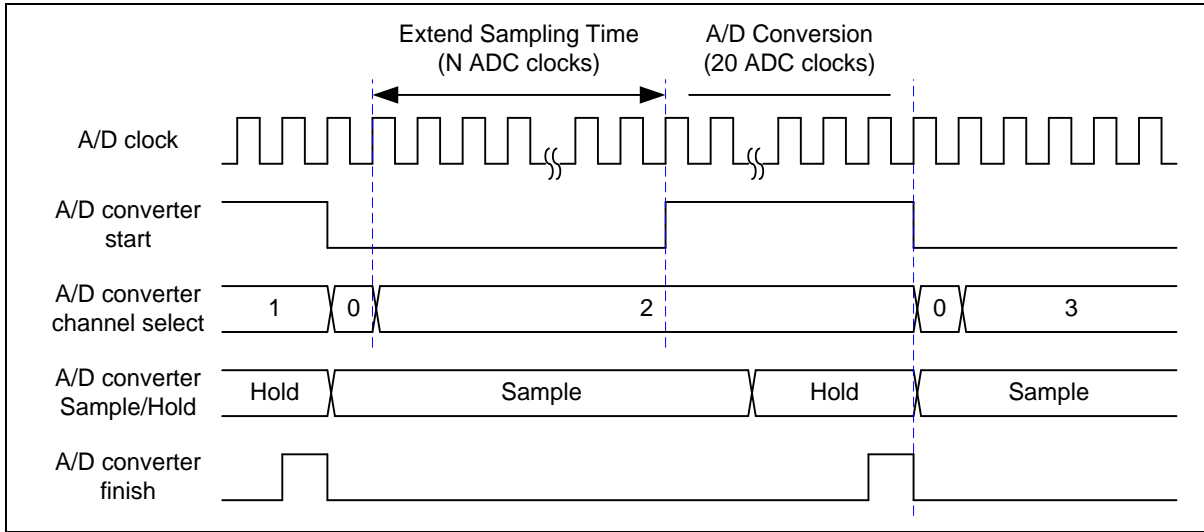 Extend Sampling Time
(N ADC clocks)
A/D Conversion
(20 ADC clocks)
A/D clock
A/D converter
start
A/D converter
channel select
1
0
2
0
3
A/D converter
Sample/Hold
Hold
Sample
Hold
Sample
A/D converter
finish